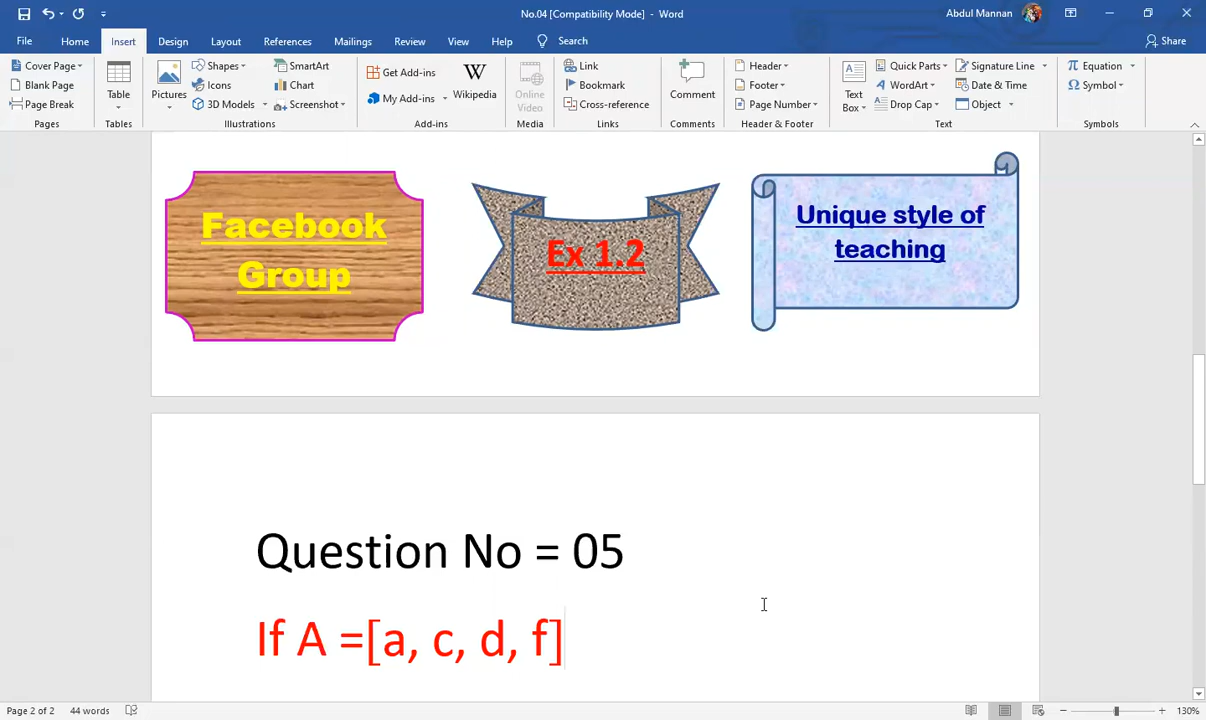 No.04 [Compatibility Mode] - Word
Abdul Mannan
File Home Insert Design Layout References Mailings Review View Help Search Share
Cover Page
Blank Page
Page Break
Pages
Table
Tables
Pictures
Shapes
Icons
3D Models
SmartArt
Chart
Screenshot
Illustrations
Get Add-ins
My Add-ins
Wikipedia
Add-ins
Online Video
Media
Link
Bookmark
Cross-reference
Links
Comment
Comments
Header
Footer
Page Number
Header & Footer
Text Box
Quick Parts
WordArt
Drop Cap
Signature Line
Date & Time
Object
Text
π Equation
Ω Symbol
Symbols
Facebook
Group
Ex 1.2
Unique style of
teaching
Question No = 05
If A =[a, c, d, f]
Page 2 of 2 44 words 130%